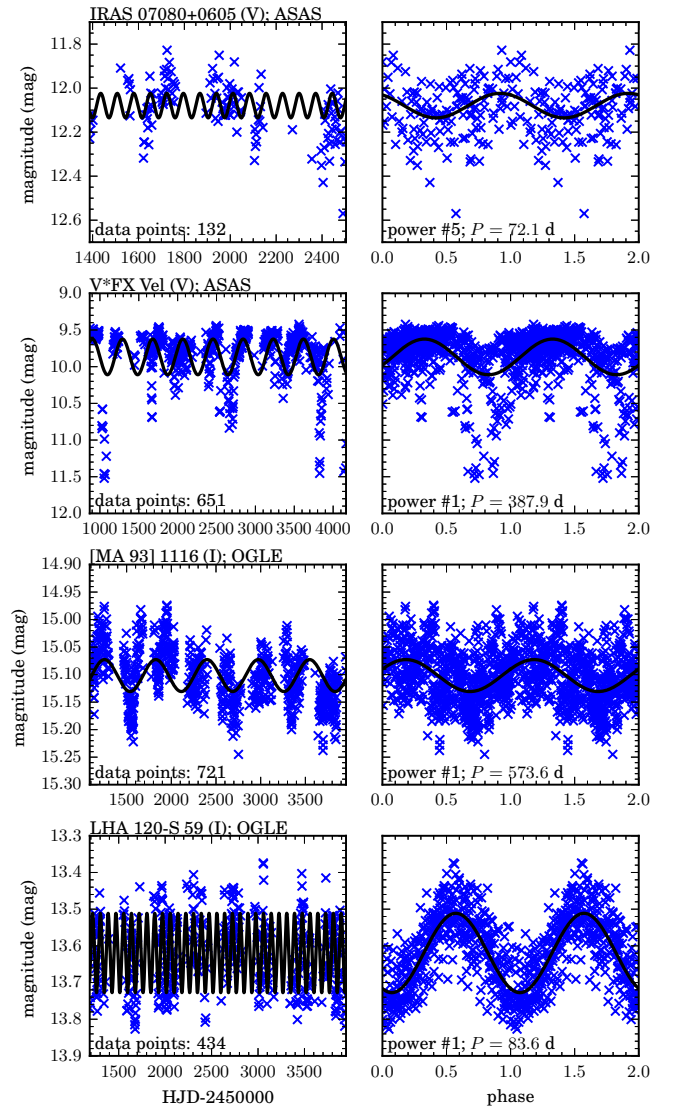 IRAS 07080+0605 (V); ASAS
magnitude (mag)
11.8
12.0
12.2
12.4
12.6
data points: 132
1400 1600 1800 2000 2200 2400
power #5; P = 72.1 d
0.0 0.5 1.0 1.5 2.0
V*FX Vel (V); ASAS
magnitude (mag)
9.0
9.5
10.0
10.5
11.0
11.5
12.0
data points: 651
1000 1500 2000 2500 3000 3500 4000
power #1; P = 387.9 d
0.0 0.5 1.0 1.5 2.0
[MA 93] 1116 (I); OGLE
magnitude (mag)
14.90
14.95
15.00
15.05
15.10
15.15
15.20
15.25
15.30
data points: 721
1500 2000 2500 3000 3500
power #1; P = 573.6 d
0.0 0.5 1.0 1.5 2.0
LHA 120-S 59 (I); OGLE
magnitude (mag)
13.3
13.4
13.5
13.6
13.7
13.8
13.9
data points: 434
1500 2000 2500 3000 3500
HJD-2450000
power #1; P = 83.6 d
0.0 0.5 1.0 1.5 2.0
phase